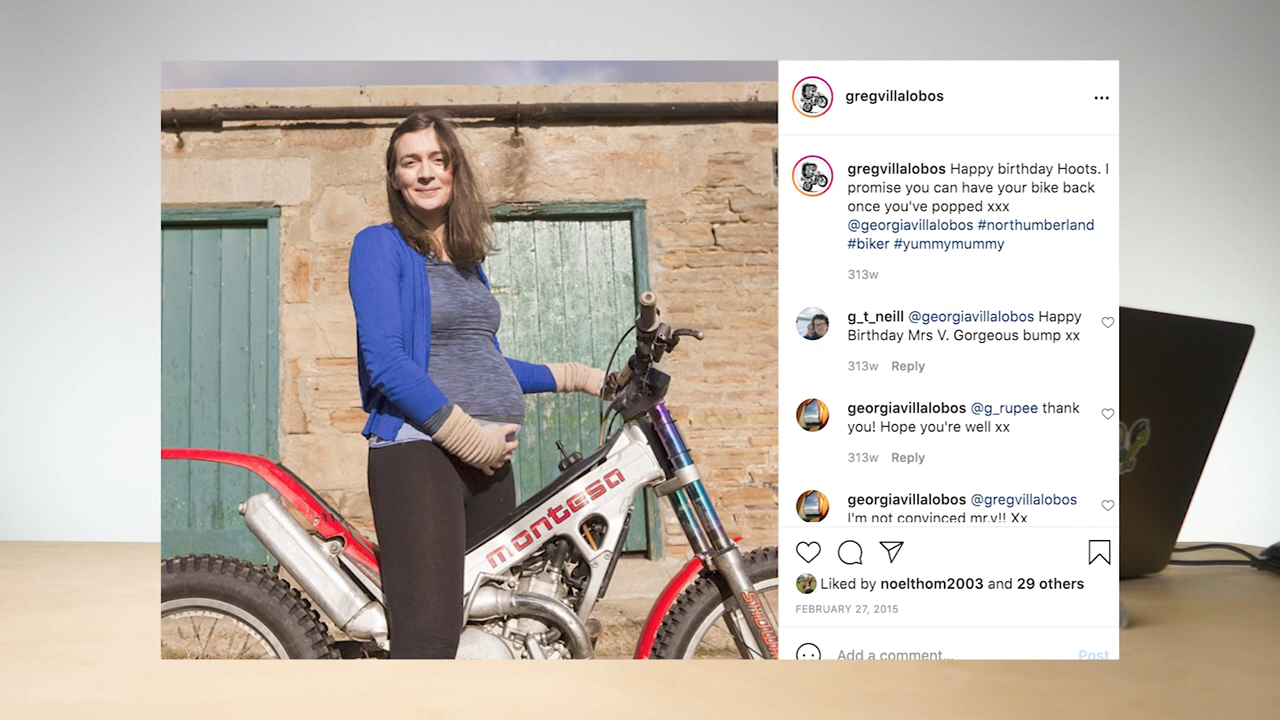 gregvillalobos
gregvillalobos Happy birthday Hoots. I
promise you can have your bike back
once you've popped xxx
@georgiavillalobos #northumberland
#biker #yummymummy
313w
g_t_neill @georgiavillalobos Happy
Birthday Mrs V. Gorgeous bump xx
313w Reply
georgiavillalobos @g_rupee thank
you! Hope you're well xx
313w Reply
georgiavillalobos @gregvillalobos
I'm not convinced mr.v!! Xx
Liked by noelthom2003 and 29 others
FEBRUARY 27, 2015
Add a comment... Post
montesa
SHOWA